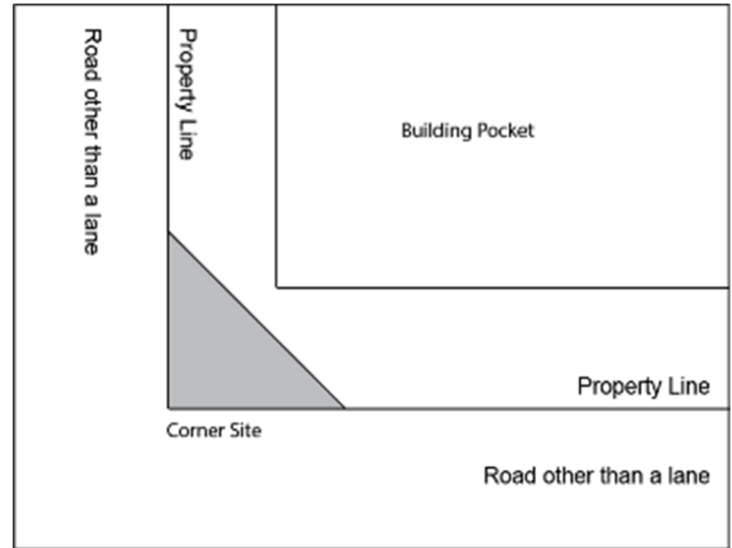 Road other than a lane
Property Line
Building Pocket
Property Line
Corner Site
Road other than a lane